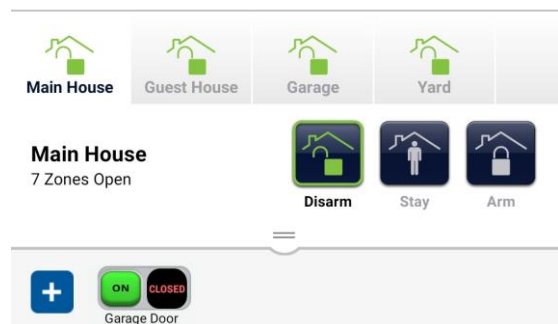 Main House Guest House Garage Yard
Main House
7 Zones Open
Disarm Stay Arm
ON CLOSED
Garage Door